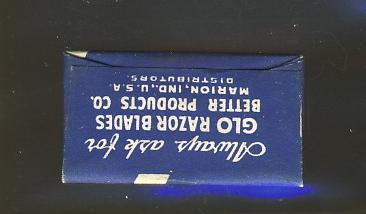 Always ask for
GLO RAZOR BLADES
BETTER PRODUCTS CO.
MARION, IND., U.S.A.
DISTRIBUTORS.